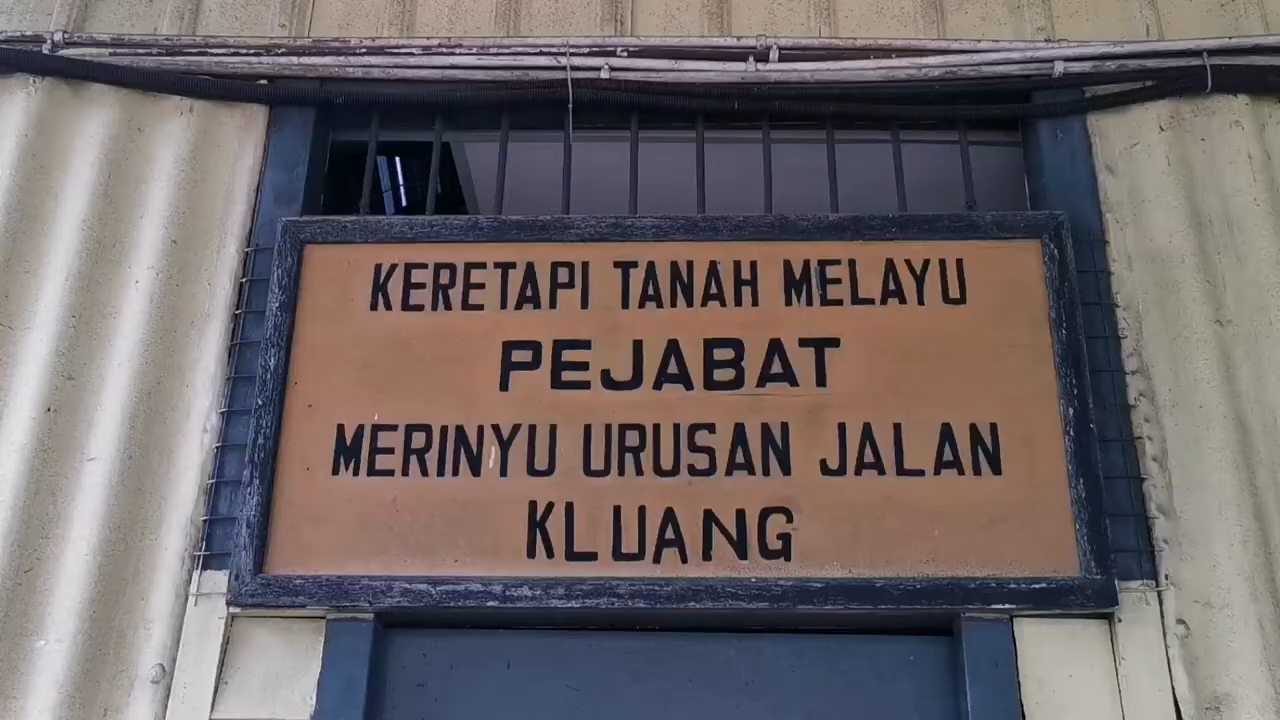 KERETAPI TANAH MELAYU
PEJABAT
MERINYU URUSAN JALAN
KLUANG